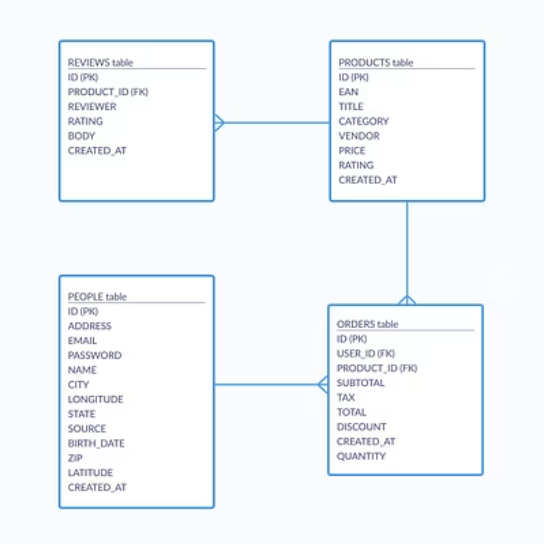 REVIEWS table
ID (PK)
PRODUCT_ID (FK)
REVIEWER
RATING
BODY
CREATED_AT
PRODUCTS table
ID (PK)
EAN
TITLE
CATEGORY
VENDOR
PRICE
RATING
CREATED_AT
PEOPLE table
ID (PK)
ADDRESS
EMAIL
PASSWORD
NAME
CITY
LONGITUDE
STATE
SOURCE
BIRTH_DATE
ZIP
LATITUDE
CREATED_AT
ORDERS table
ID (PK)
USER_ID (FK)
PRODUCT_ID (FK)
SUBTOTAL
TAX
TOTAL
DISCOUNT
CREATED_AT
QUANTITY